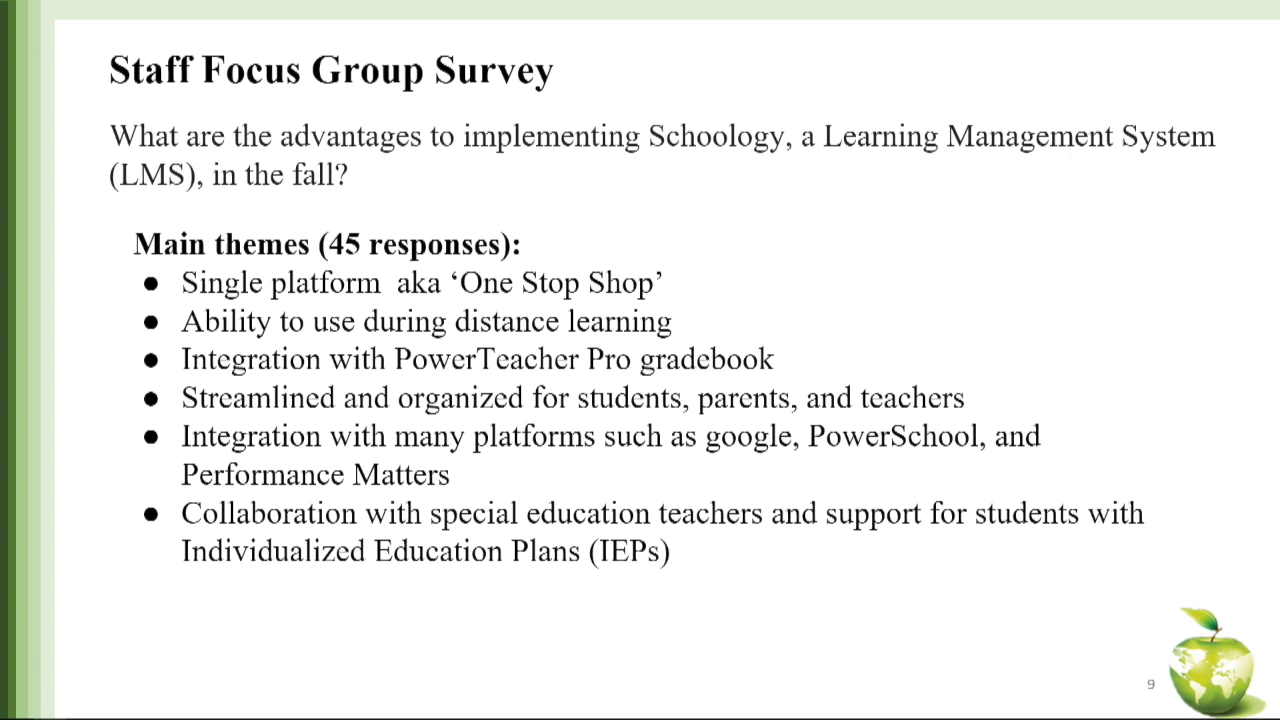 Staff Focus Group Survey
What are the advantages to implementing Schoology, a Learning Management System
(LMS), in the fall?
Main themes (45 responses):
● Single platform  aka ‘One Stop Shop’
● Ability to use during distance learning
● Integration with PowerTeacher Pro gradebook
● Streamlined and organized for students, parents, and teachers
● Integration with many platforms such as google, PowerSchool, and
Performance Matters
● Collaboration with special education teachers and support for students with
Individualized Education Plans (IEPs)
9